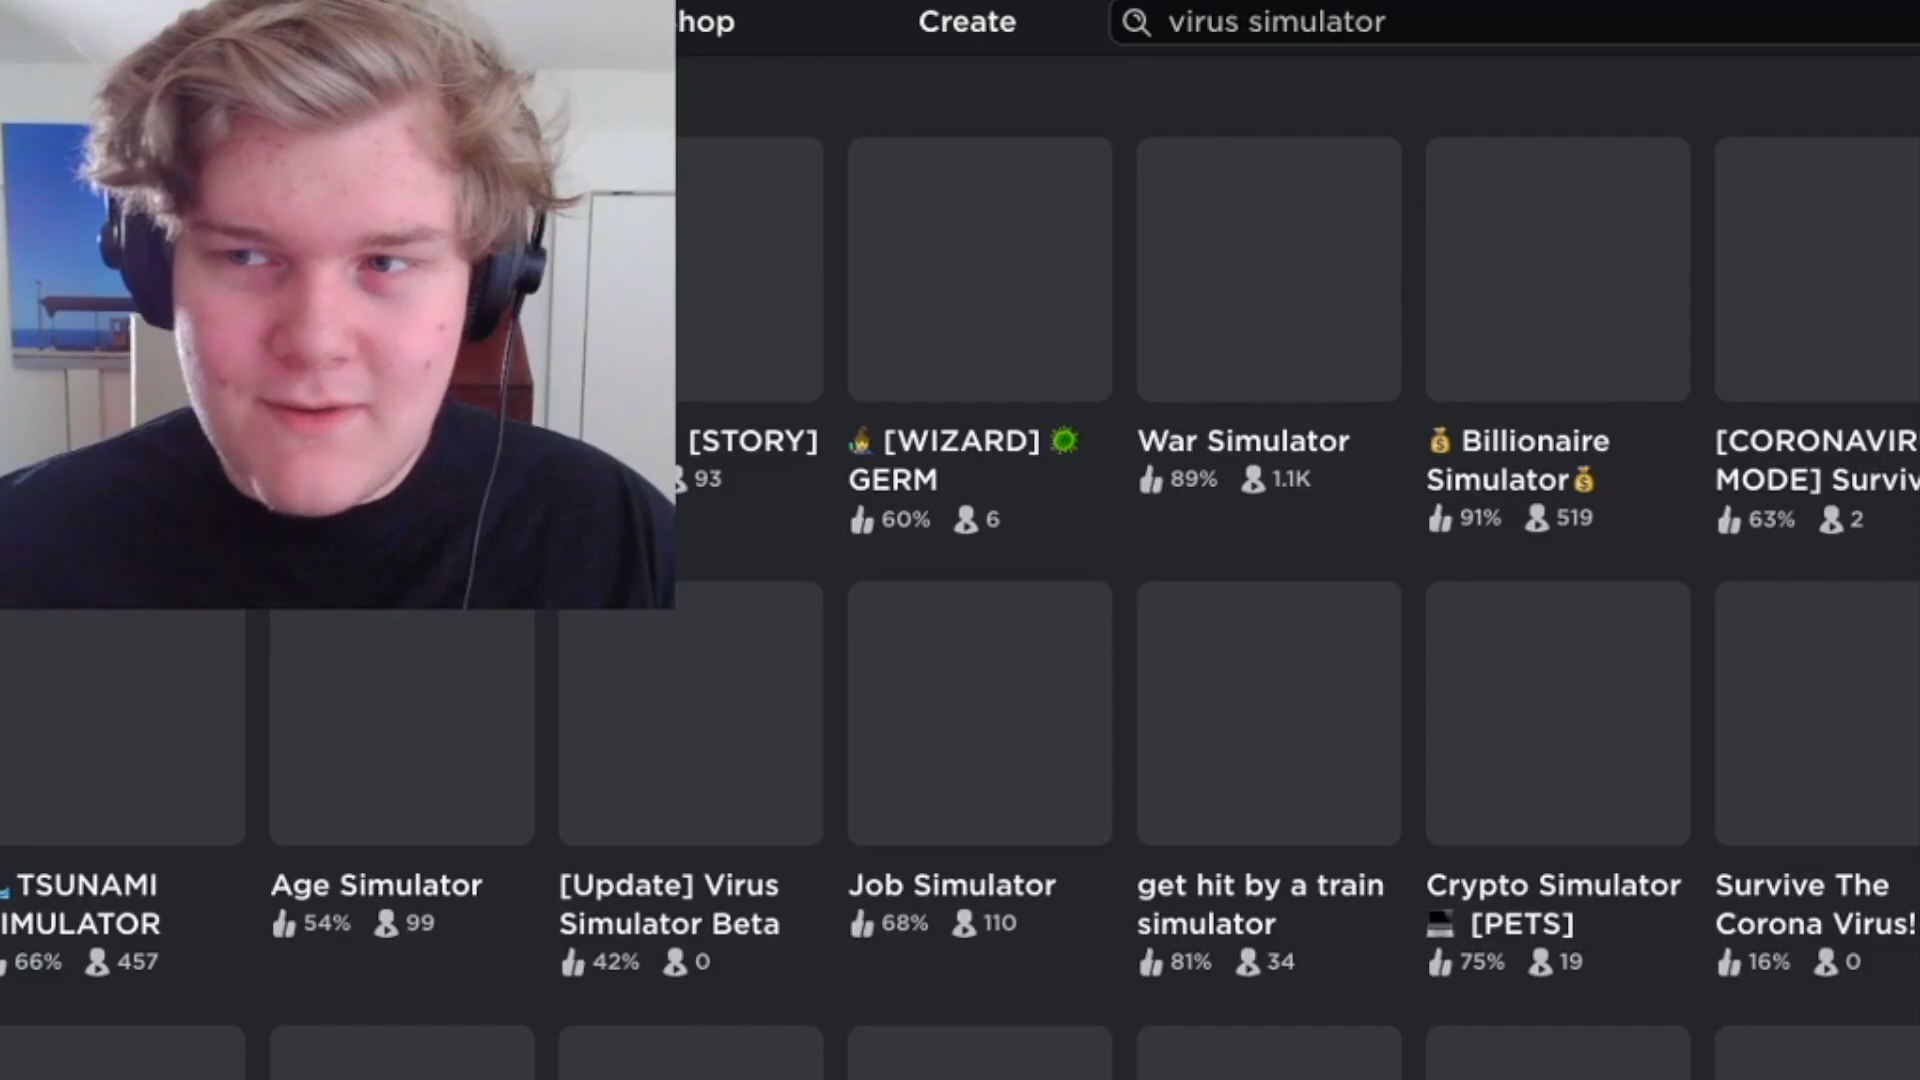 hop
Create
virus simulator
[STORY]
93
[WIZARD]
GERM
60% 6
War Simulator
89% 1.1K
Billionaire
Simulator
91% 519
[CORONAVIR
MODE] Surviv
63% 2
TSUNAMI
IMULATOR
66% 457
Age Simulator
54% 99
[Update] Virus
Simulator Beta
42% 0
Job Simulator
68% 110
get hit by a train
simulator
81% 34
Crypto Simulator
[PETS]
75% 19
Survive The
Corona Virus!
16% 0